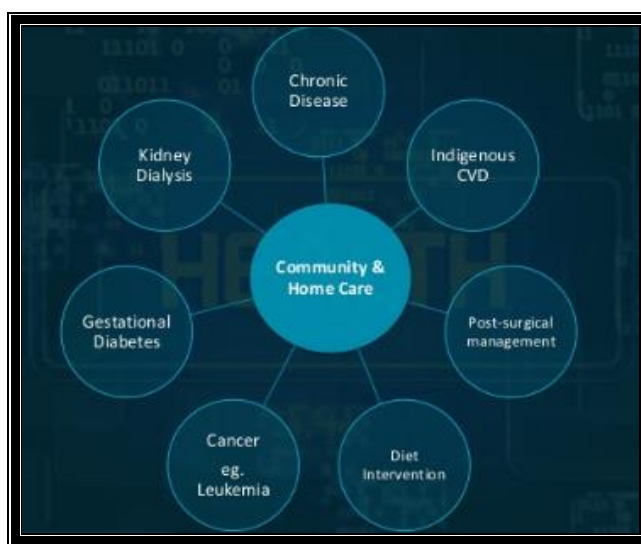 Chronic
Disease
Indigenous
CVD
Kidney
Dialysis
Community &
Home Care
Post-surgical
management
Gestational
Diabetes
Cancer
eg.
Leukemia
Diet
Intervention